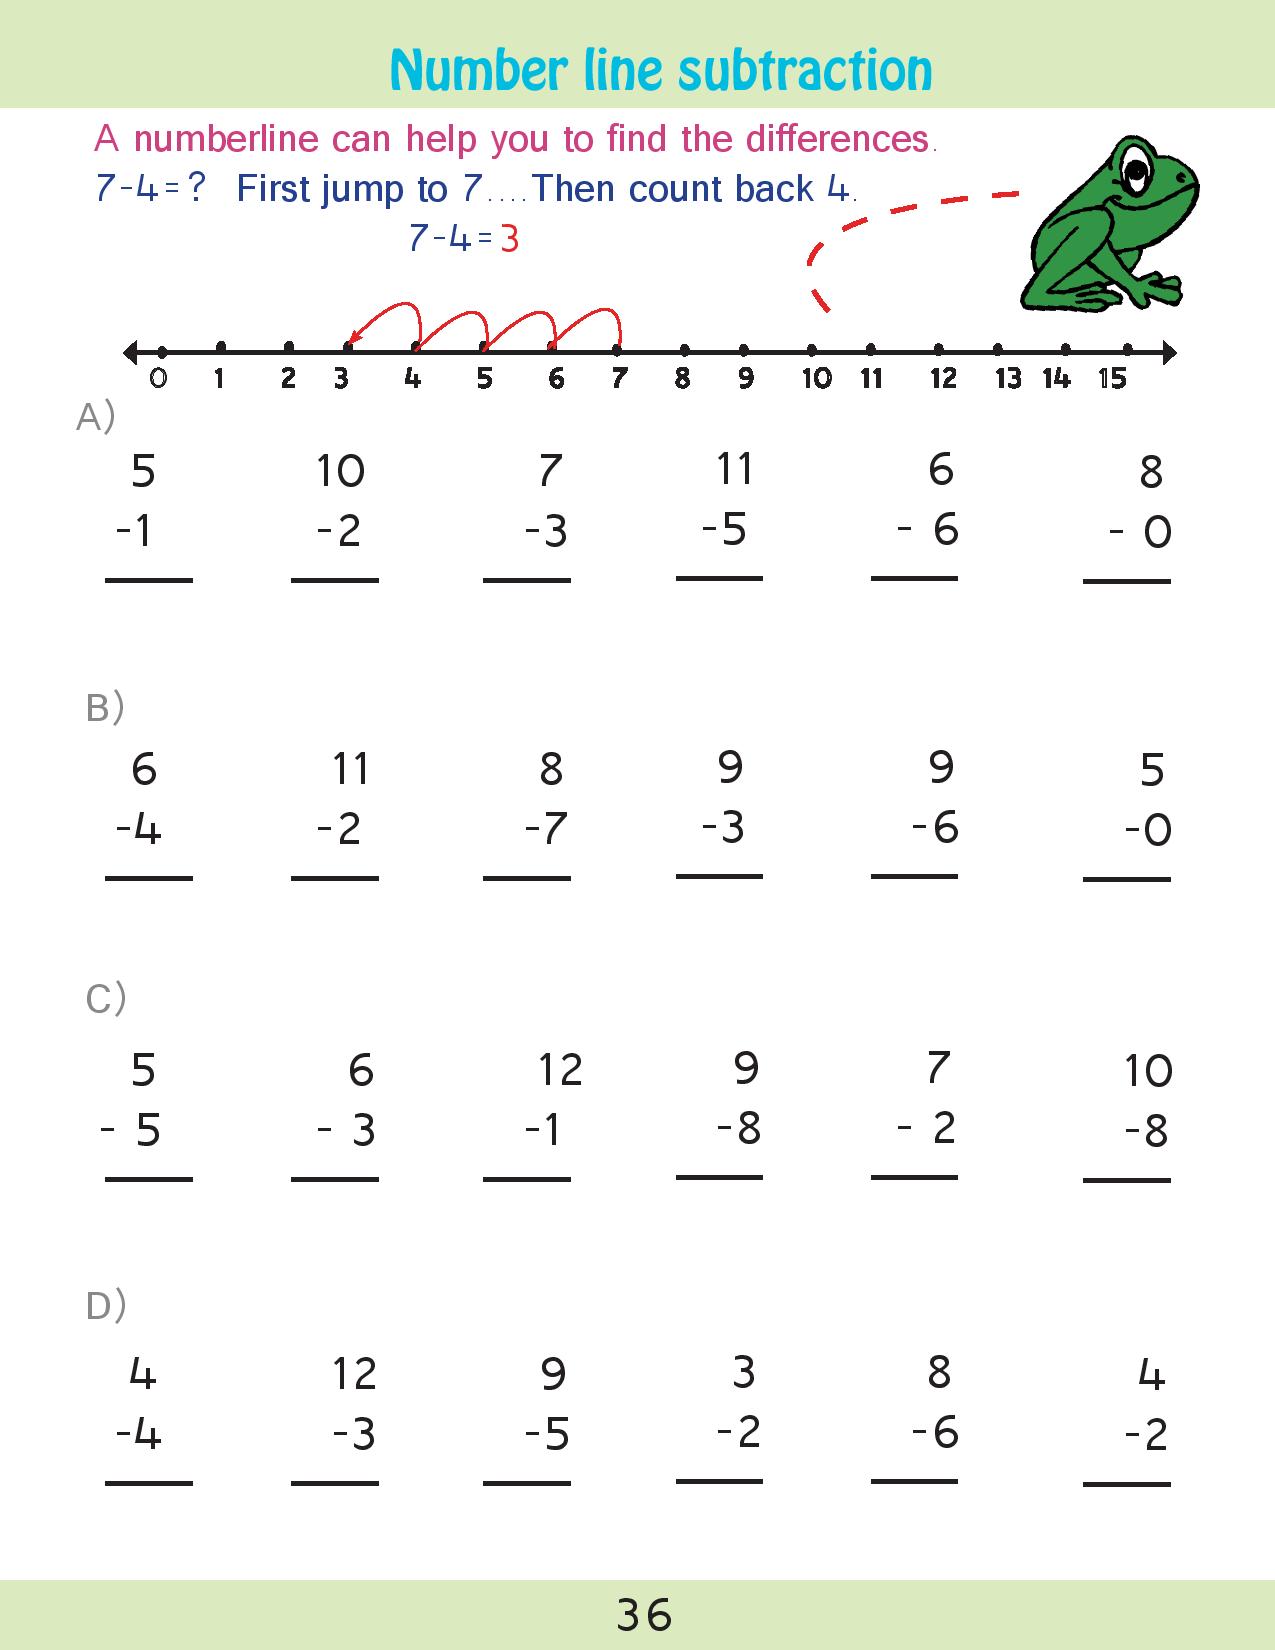 Number line subtraction
A numberline can help you to find the differences.
7-4=? First jump to 7....Then count back 4.
7-4=3
0 1 2 3 4 5 6 7 8 9 10 11 12 13 14 15
A)
5 10 7 11 6 8
-1 -2 -3 -5 - 6 - 0
B)
6 11 8 9 9 5
-4 -2 -7 -3 -6 -0
C)
5 6 12 9 7 10
- 5 - 3 -1 -8 - 2 -8
D)
4 12 9 3 8 4
-4 -3 -5 -2 -6 -2
36